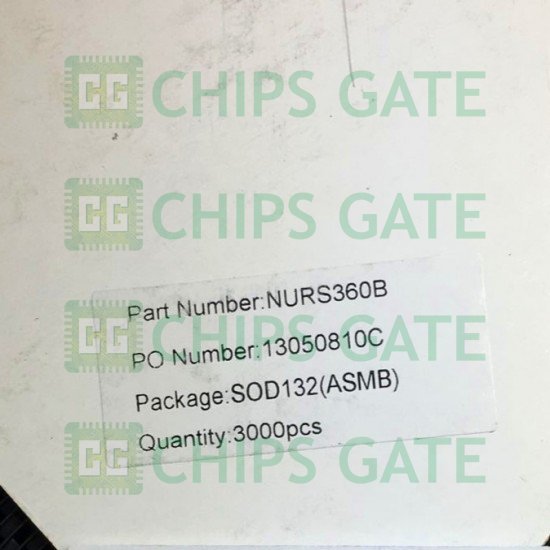 CG CHIPS GATE
CG CHIPS GATE
Part Number:NURS360B
CG CHIPS GATE
PO Number:13050810C
Package:SOD132(ASMB)
Quantity:3000pcs
CG CHIPS GATE